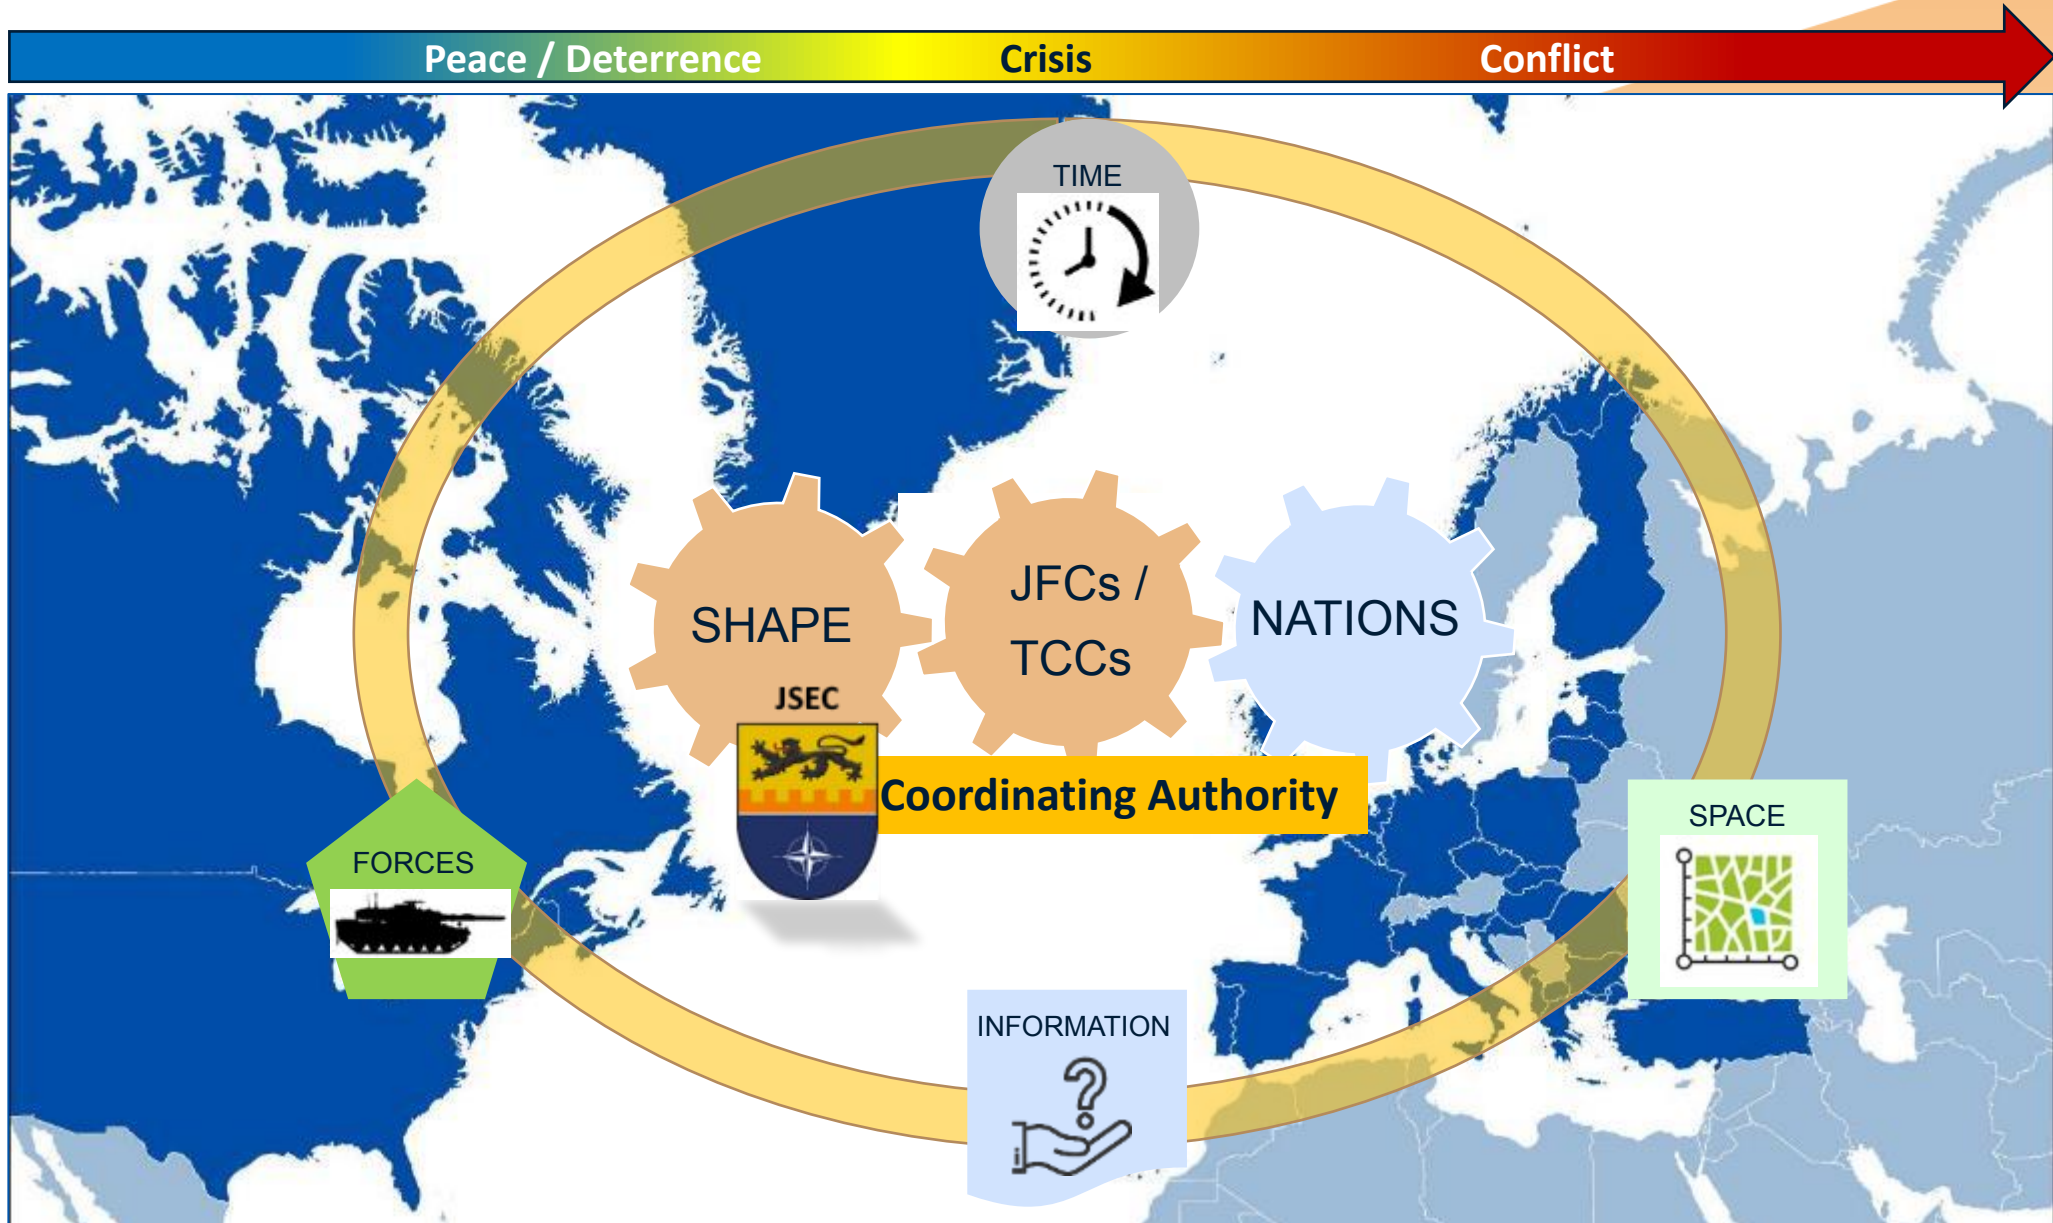 Peace / Deterrence
Crisis
Conflict
TIME
SHAPE
JFCs /
TCCs
NATIONS
JSEC
Coordinating Authority
FORCES
SPACE
INFORMATION